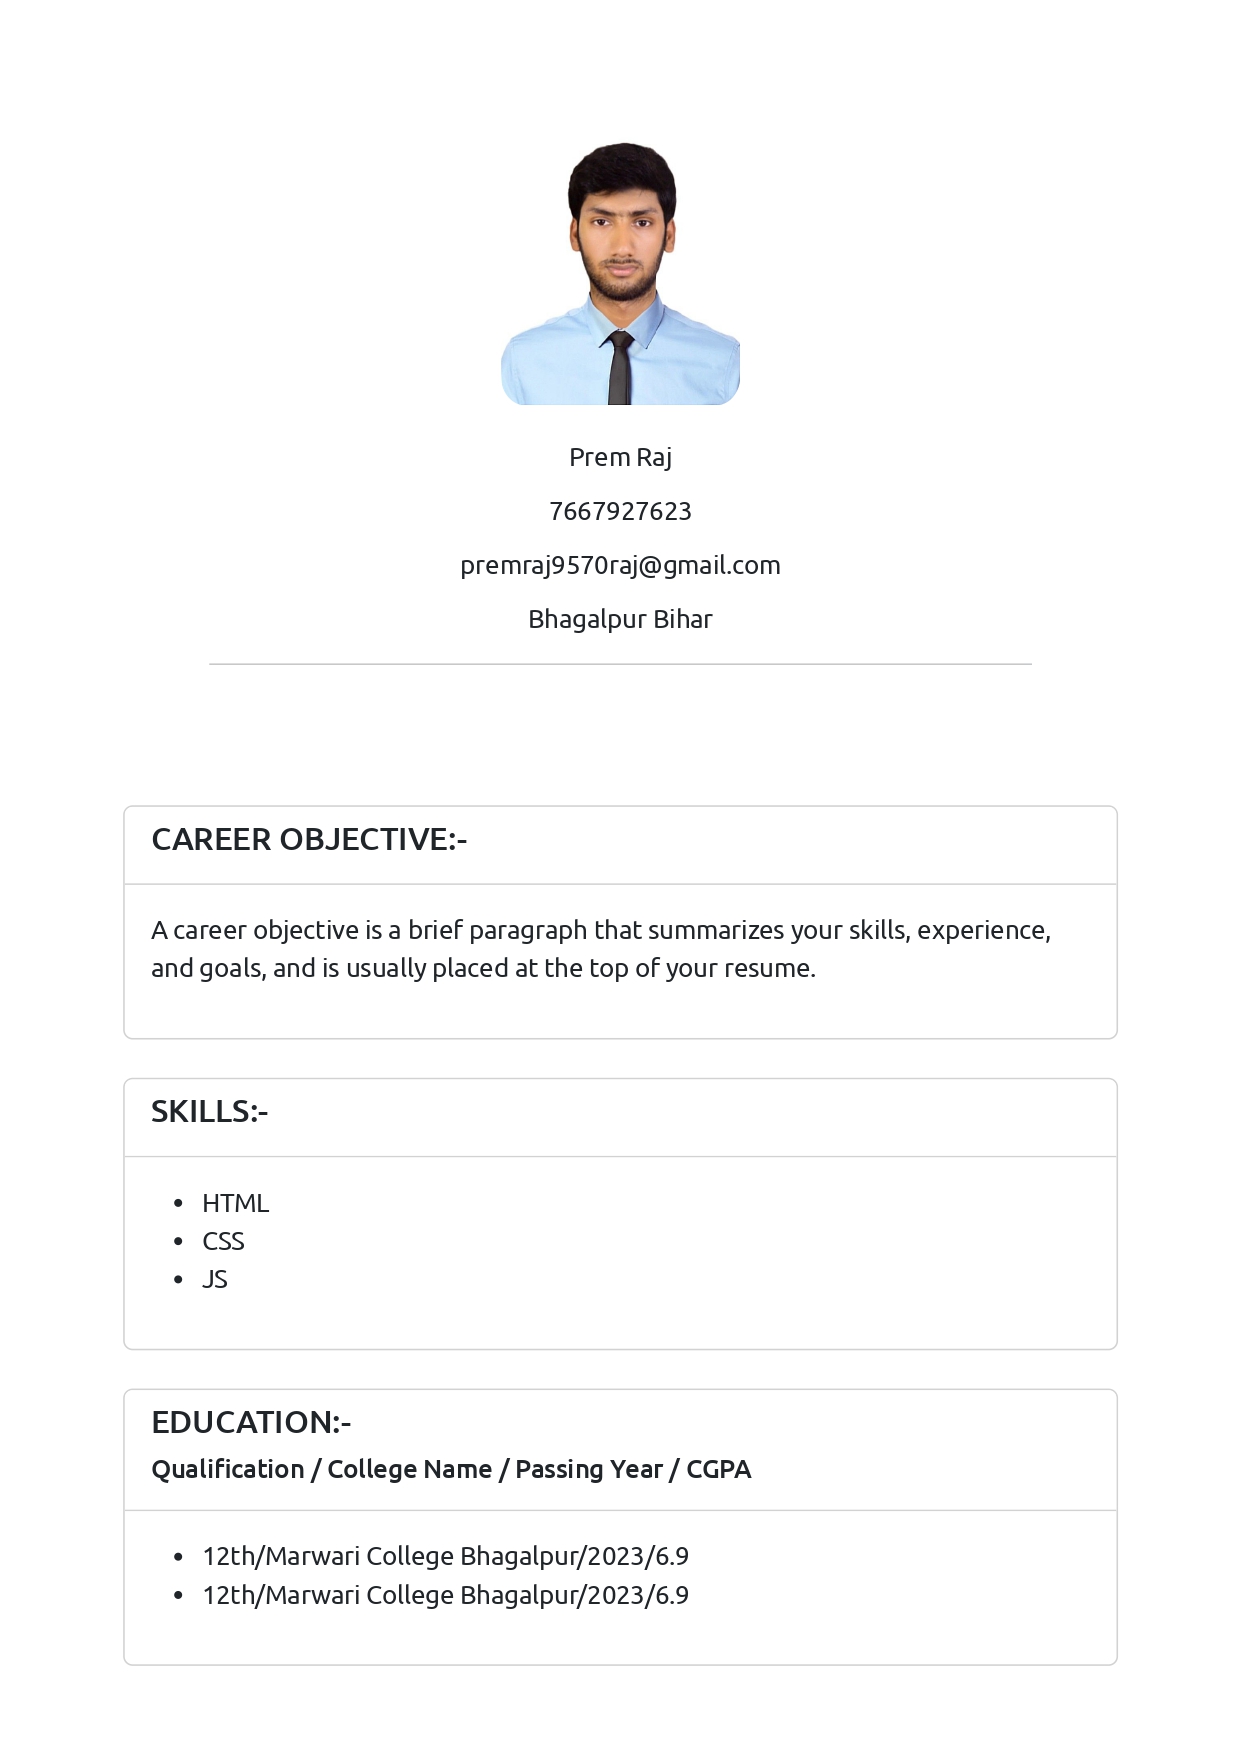 Prem Raj
7667927623
premraj9570raj@gmail.com
Bhagalpur Bihar
CAREER OBJECTIVE:-
A career objective is a brief paragraph that summarizes your skills, experience,
and goals, and is usually placed at the top of your resume.
SKILLS:-
• HTML
• CSS
• JS
EDUCATION:-
Qualification / College Name / Passing Year / CGPA
• 12th/Marwari College Bhagalpur/2023/6.9
• 12th/Marwari College Bhagalpur/2023/6.9